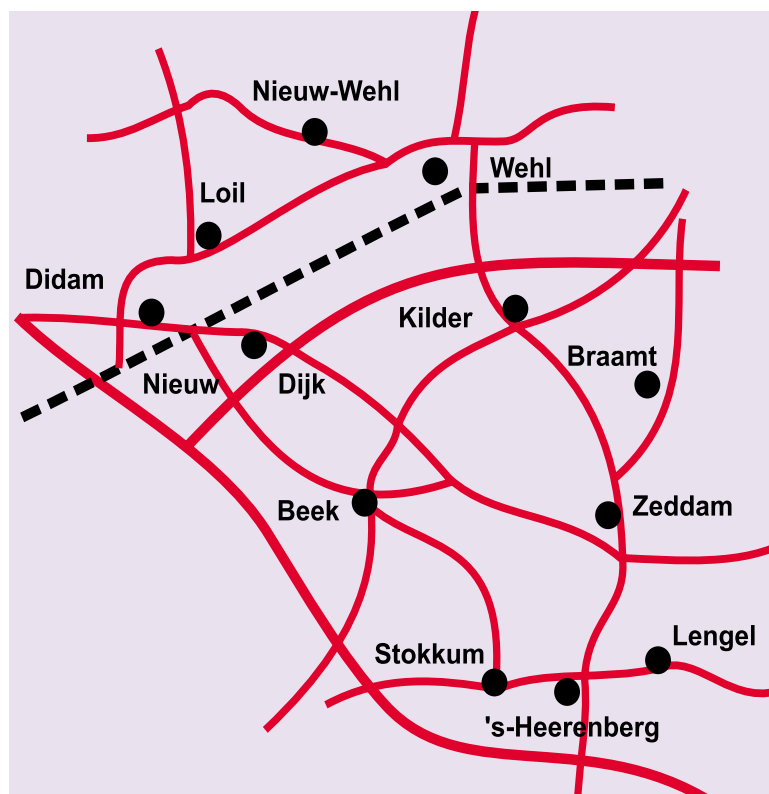 Nieuw-Wehl
Wehl
Loil
Didam
Kilder
Braamt
Nieuw Dijk
Beek
Zeddam
Lengel
Stokkum
's-Heerenberg